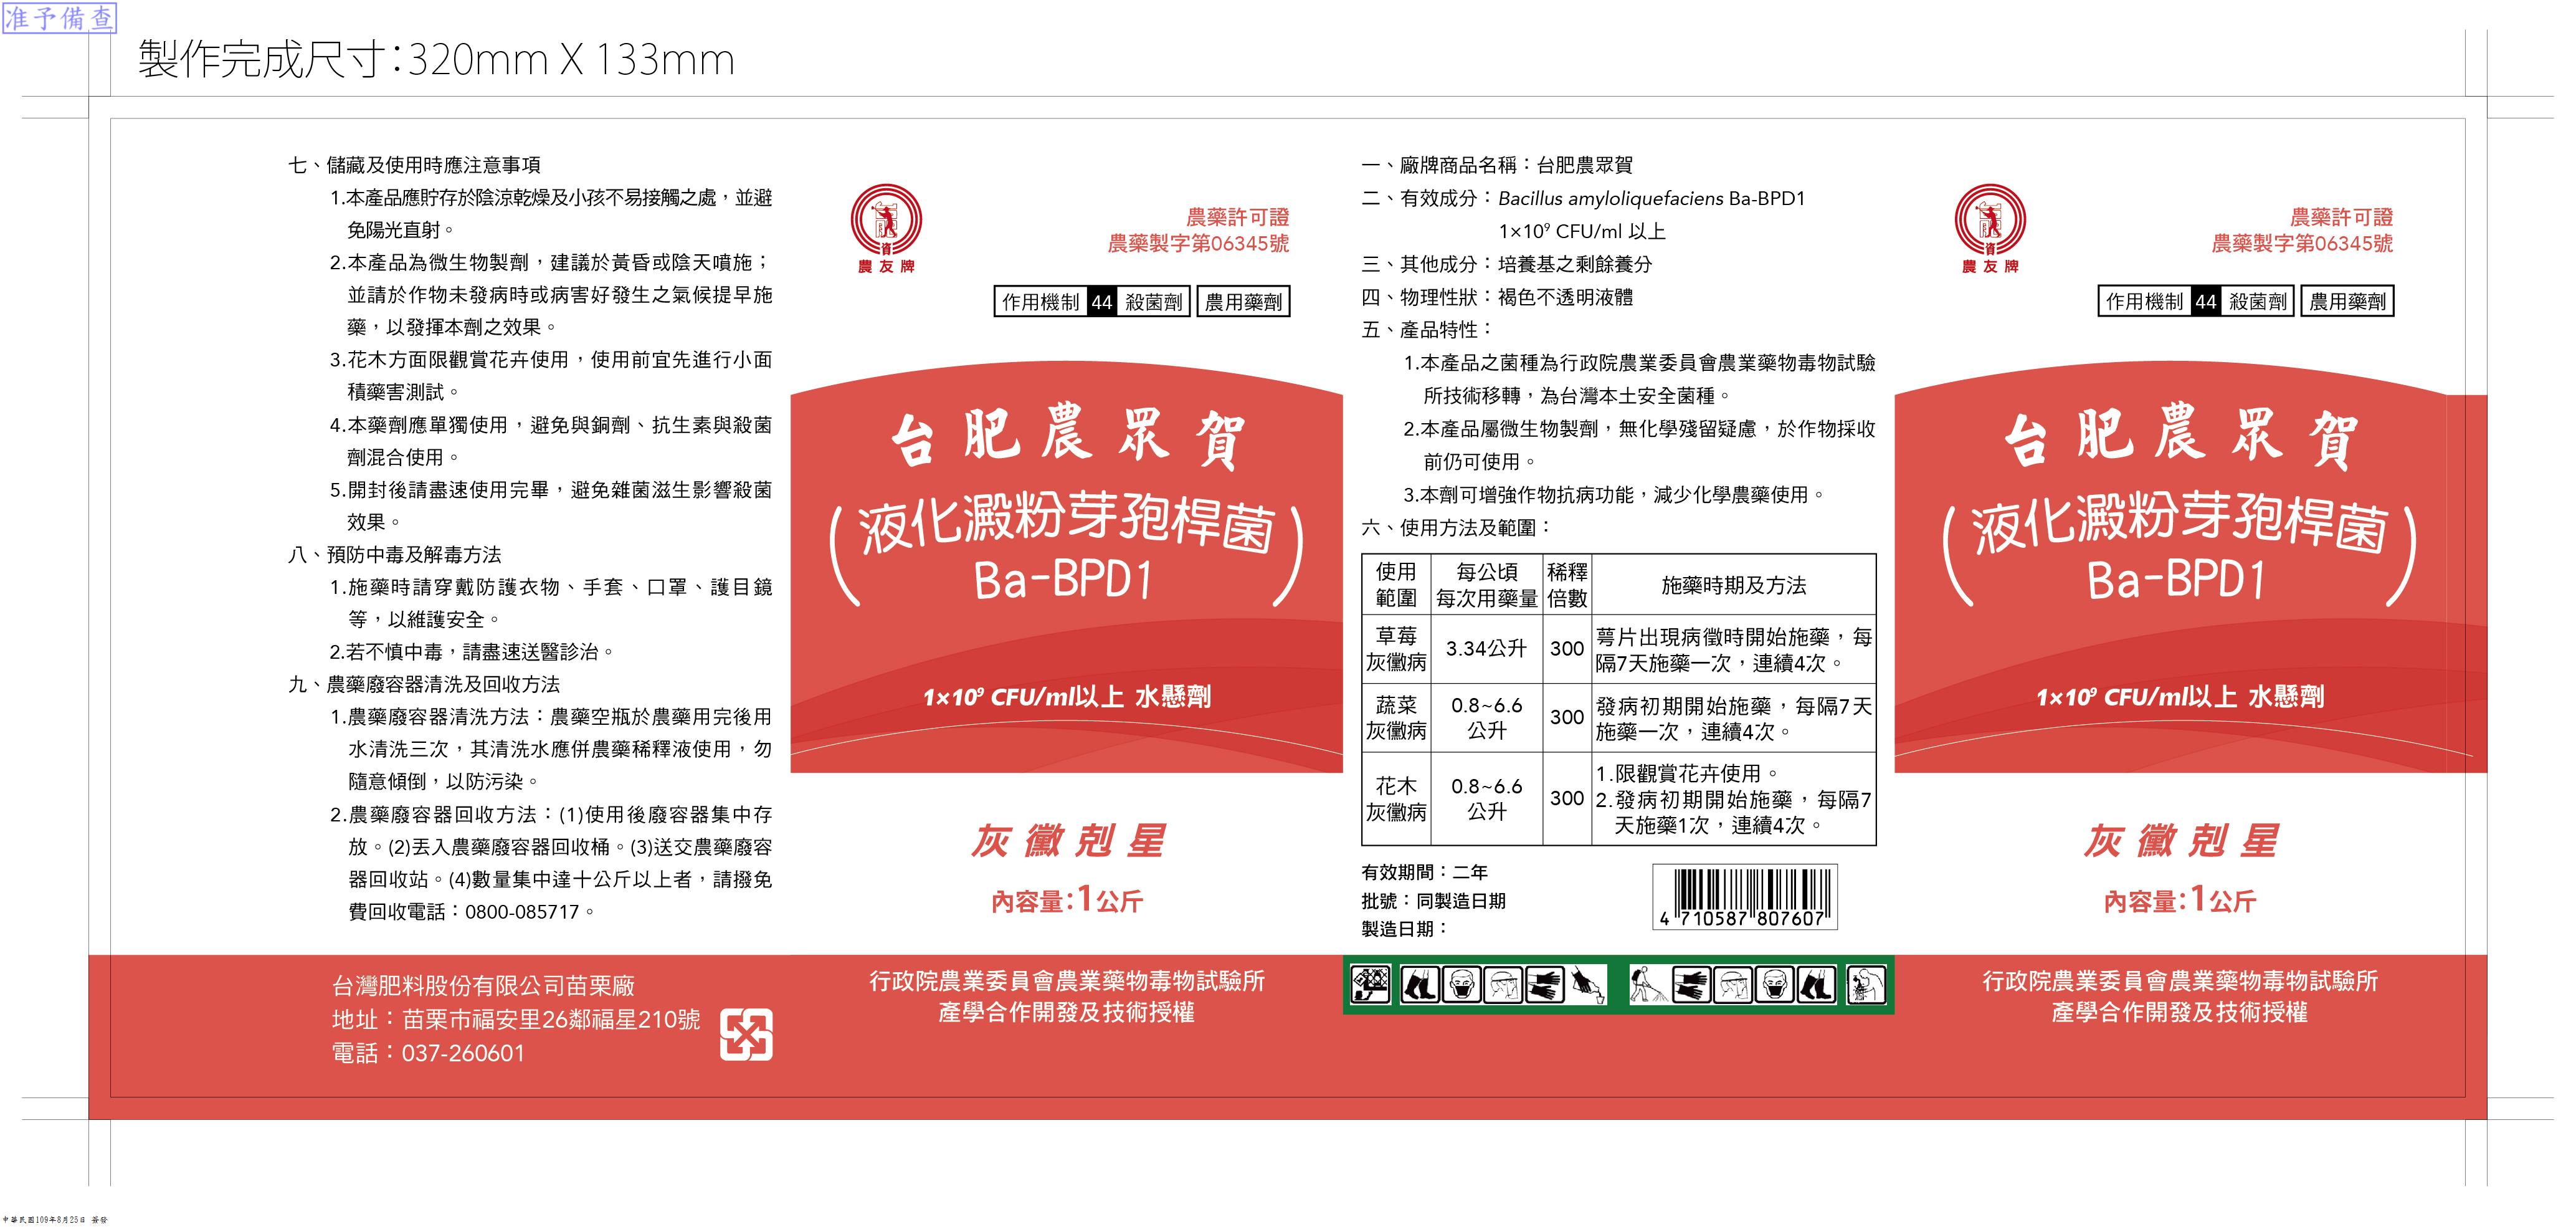 准予備查
製作完成尺寸：320mm X 133mm
七、儲藏及使用時應注意事項
1.本產品應貯存於陰涼乾燥及小孩不易接觸之處，並避
免陽光直射。
2.本產品為微生物製劑，建議於黃昏或陰天噴施；
並請於作物未發病時或病害好發生之氣候提早施
藥，以發揮本劑之效果。
3.花木方面限觀賞花卉使用，使用前宜先進行小面
積藥害測試。
4.本藥劑應單獨使用，避免與銅劑、抗生素與殺菌
劑混合使用。
5.開封後請盡速使用完畢，避免雜菌滋生影響殺菌
效果。
八、預防中毒及解毒方法
1.施藥時請穿戴防護衣物、手套、口罩、護目鏡
等，以維護安全。
2.若不慎中毒，請盡速送醫診治。
九、農藥廢容器清洗及回收方法
1.農藥廢容器清洗方法：農藥空瓶於農藥用完後用
水清洗三次，其清洗水應併農藥稀釋液使用，勿
隨意傾倒，以防污染。
2.農藥廢容器回收方法：(1)使用後廢容器集中存
放。(2)丟入農藥廢容器回收桶。(3)送交農藥廢容
器回收站。(4)數量集中達十公斤以上者，請撥免
費回收電話：0800-085717。
台灣肥料股份有限公司苗栗廠
地址：苗栗市福安里26鄰福星210號
電話：037-260601
資
農友牌
農藥許可證
農藥製字第06345號
作用機制 44 殺菌劑 農用藥劑
台肥農眾賀
(液化澱粉芽孢桿菌
Ba-BPD1)
1×10⁹ CFU/ml以上 水懸劑
灰黴剋星
內容量：1公斤
行政院農業委員會農業藥物毒物試驗所
產學合作開發及技術授權
一、廠牌商品名稱：台肥農眾賀
二、有效成分：Bacillus amyloliquefaciens Ba-BPD1
1×10⁹ CFU/ml 以上
三、其他成分：培養基之剩餘養分
四、物理性狀：褐色不透明液體
五、產品特性：
1.本產品之菌種為行政院農業委員會農業藥物毒物試驗
所技術移轉，為台灣本土安全菌種。
2.本產品屬微生物製劑，無化學殘留疑慮，於作物採收
前仍可使用。
3.本劑可增強作物抗病功能，減少化學農藥使用。
六、使用方法及範圍：
使用
範圍
每公頃
每次用藥量
稀釋
倍數
施藥時期及方法
草莓
灰黴病
3.34公升
300
萼片出現病徵時開始施藥，每
隔7天施藥一次，連續4次。
蔬菜
灰黴病
0.8~6.6
公升
300
發病初期開始施藥，每隔7天
施藥一次，連續4次。
花木
灰黴病
0.8~6.6
公升
300
1.限觀賞花卉使用。
2.發病初期開始施藥，每隔7
天施藥1次，連續4次。
有效期間：二年
批號：同製造日期
製造日期：
4 710587 807607
資
農友牌
農藥許可證
農藥製字第06345號
作用機制 44 殺菌劑 農用藥劑
台肥農眾賀
(液化澱粉芽孢桿菌
Ba-BPD1)
1×10⁹ CFU/ml以上 水懸劑
灰黴剋星
內容量：1公斤
行政院農業委員會農業藥物毒物試驗所
產學合作開發及技術授權
中華民國109年8月25日 簽發